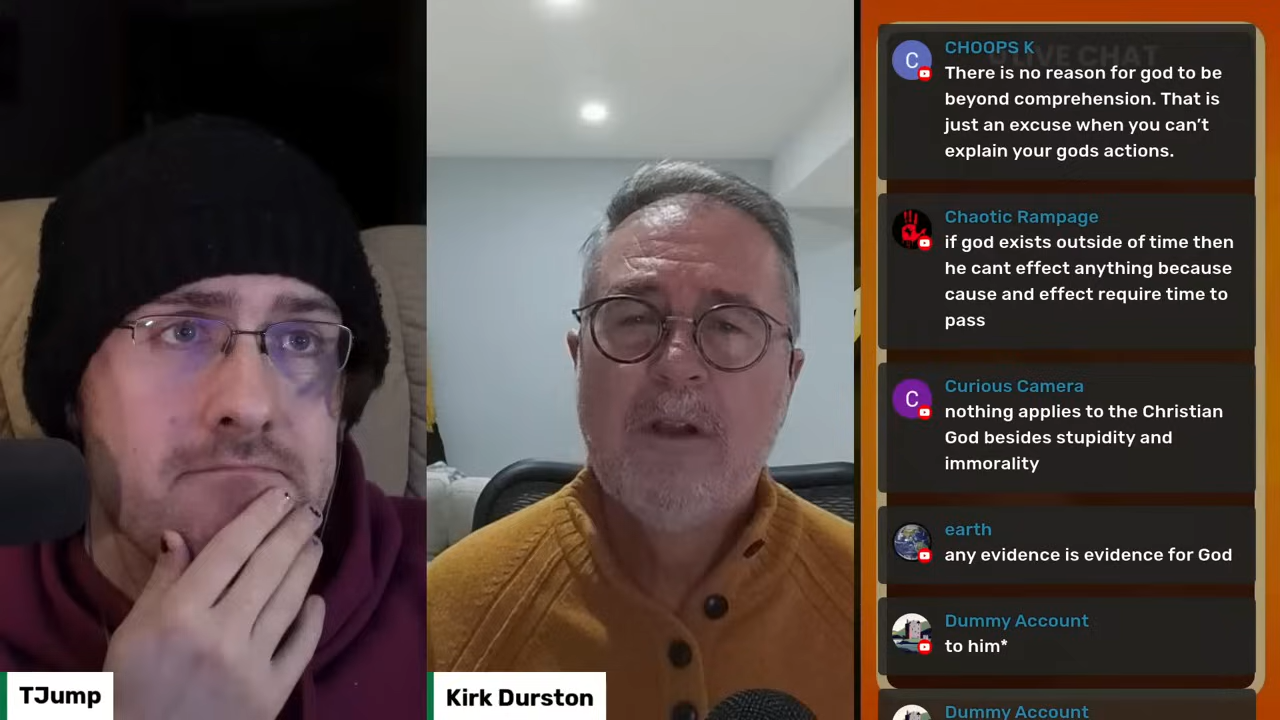 LIVE CHAT
CHOOPS K
There is no reason for god to be
beyond comprehension. That is
just an excuse when you can't
explain your gods actions.
Chaotic Rampage
if god exists outside of time then
he cant effect anything because
cause and effect require time to
pass
Curious Camera
nothing applies to the Christian
God besides stupidity and
immorality
earth
any evidence is evidence for God
Dummy Account
to him*
Dummy Account
C
C
TJump
Kirk Durston